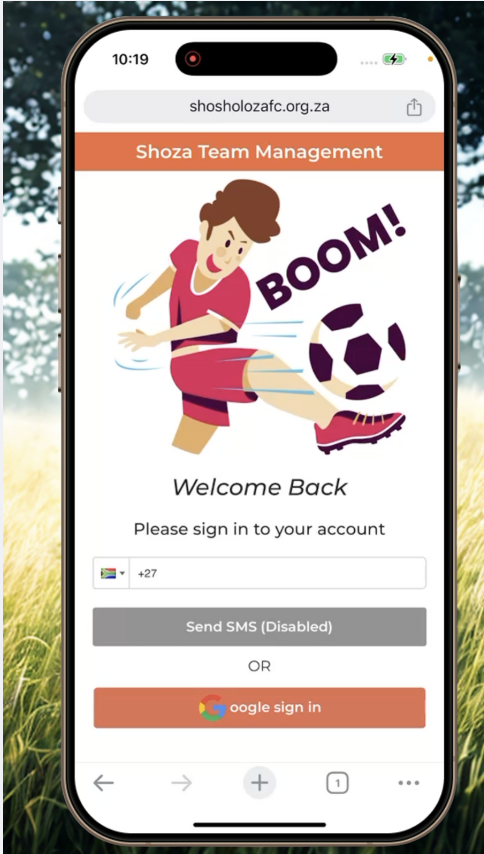 10:19
shosholozafc.org.za
Shoza Team Management
BOOM!
Welcome Back
Please sign in to your account
+27
Send SMS (Disabled)
OR
Google sign in
1